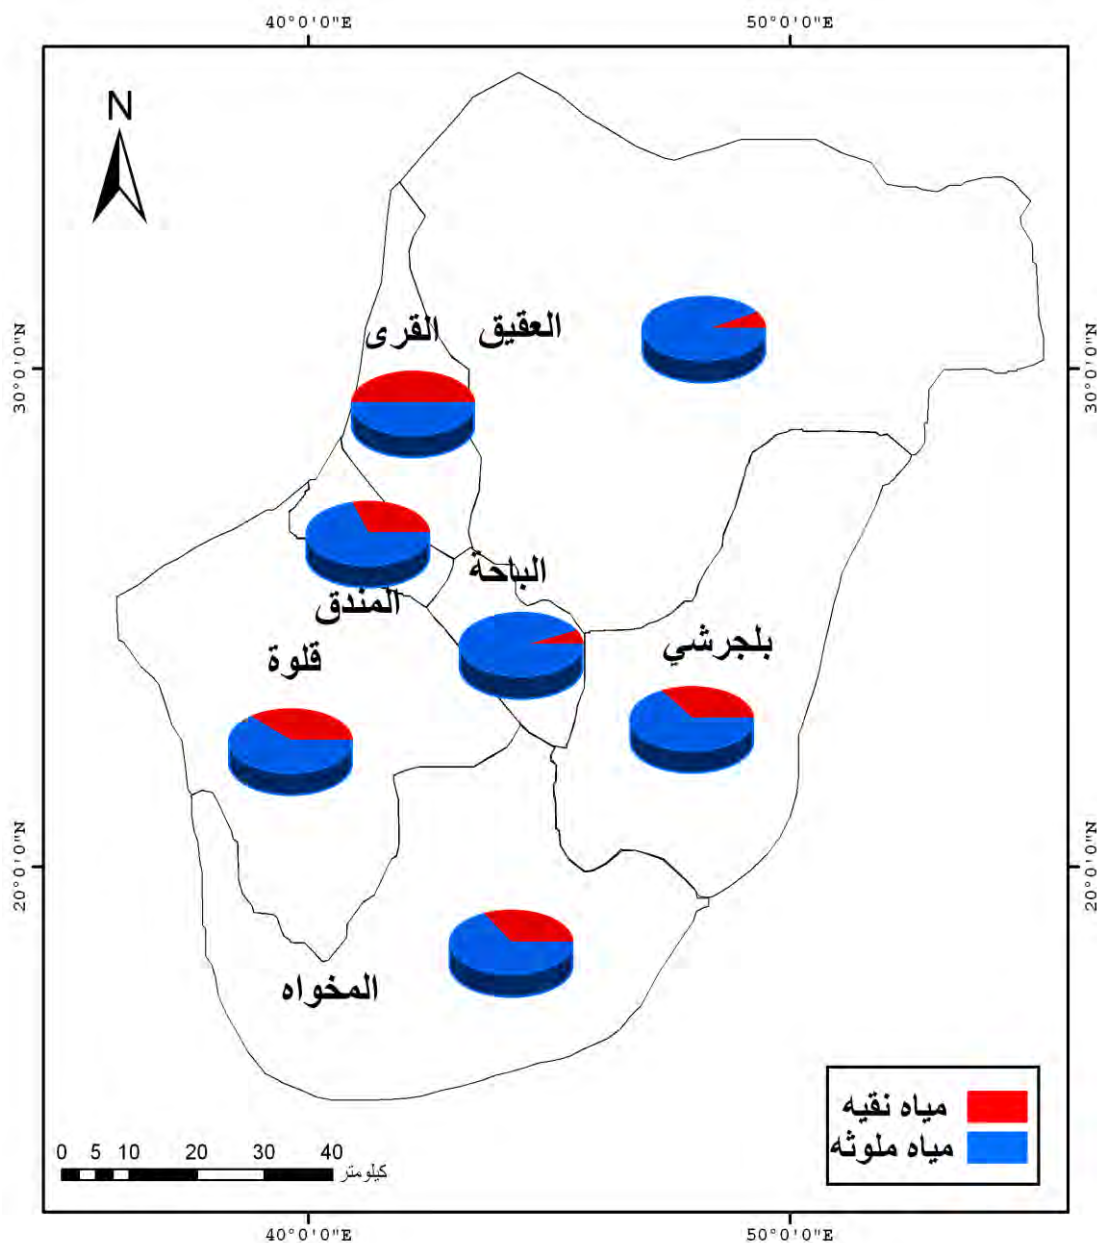 40°0'0"E 50°0'0"E
N
30°0'0"N 30°0'0"N
القرى
العقيق
الباحة
المندق
قلوة
بلجرشي
20°0'0"N 20°0'0"N
المخواه
مياه نقيه
مياه ملوثه
0 5 10 20 30 40
كيلومتر
40°0'0"E 50°0'0"E